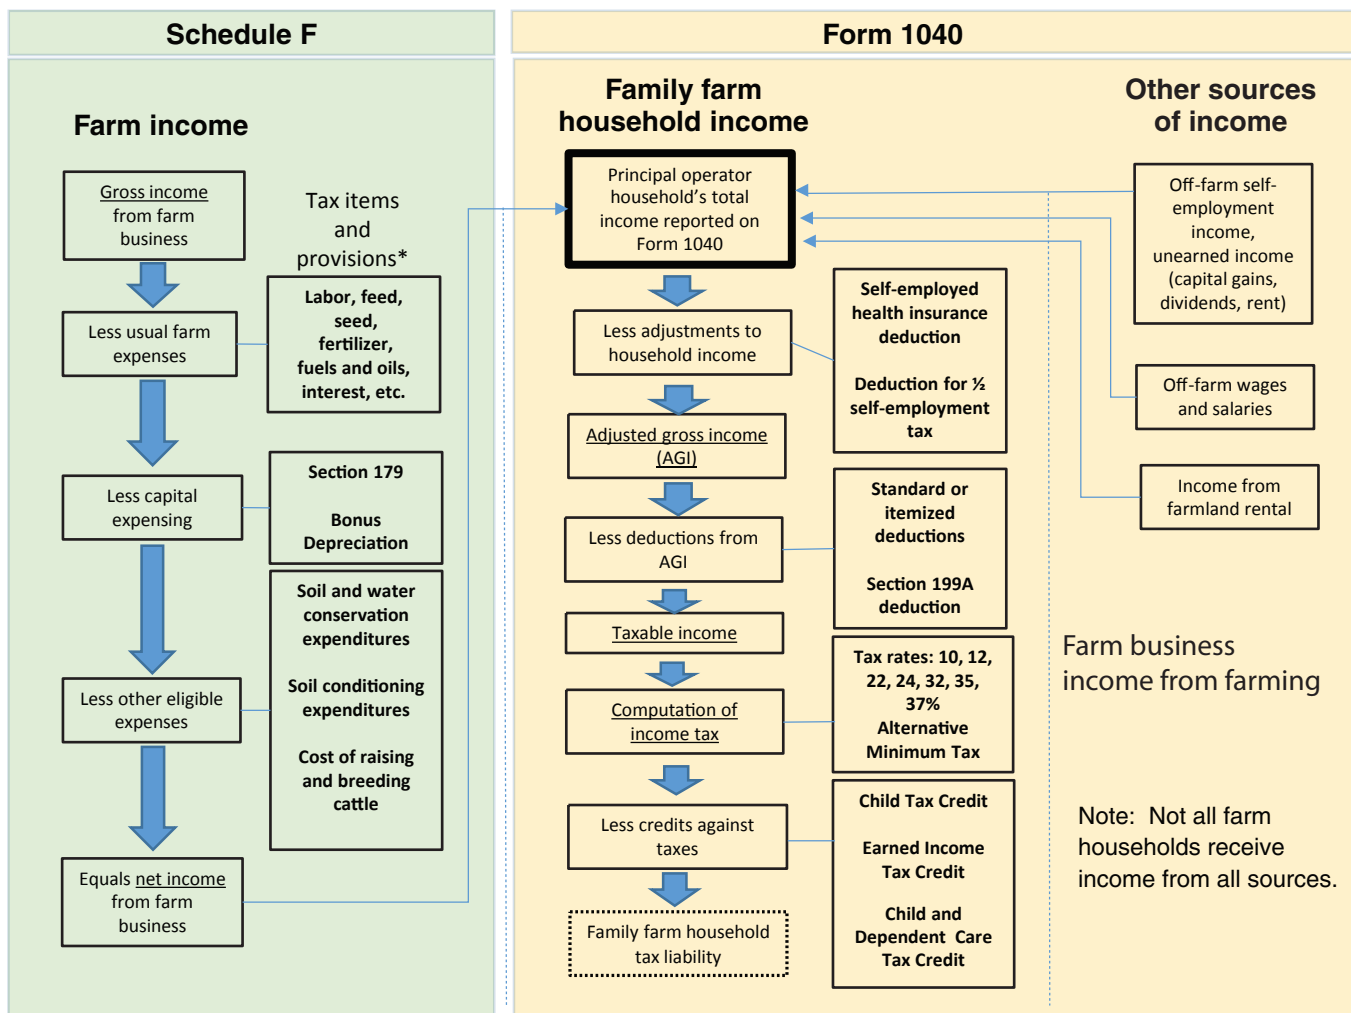 Schedule F
Form 1040
Farm income
Gross income
from farm
business
Tax items
and
provisions*
Less usual farm
expenses
Labor, feed,
seed,
fertilizer,
fuels and oils,
interest, etc.
Less capital
expensing
Section 179
Bonus
Depreciation
Less other eligible
expenses
Soil and water
conservation
expenditures
Soil conditioning
expenditures
Cost of raising
and breeding
cattle
Equals net income
from farm
business
Family farm
household income
Principal operator
household’s total
income reported on
Form 1040
Less adjustments to
household income
Self-employed
health insurance
deduction
Deduction for ½
self-employment
tax
Adjusted gross income
(AGI)
Less deductions from
AGI
Standard or
itemized
deductions
Section 199A
deduction
Taxable income
Computation of
income tax
Tax rates: 10, 12,
22, 24, 32, 35,
37%
Alternative
Minimum Tax
Less credits against
taxes
Child Tax Credit
Earned Income
Tax Credit
Child and
Dependent Care
Tax Credit
Family farm household
tax liability
Other sources
of income
Off-farm self-
employment
income,
unearned income
(capital gains,
dividends, rent)
Off-farm wages
and salaries
Income from
farmland rental
Farm business
income from farming
Note: Not all farm
households receive
income from all sources.